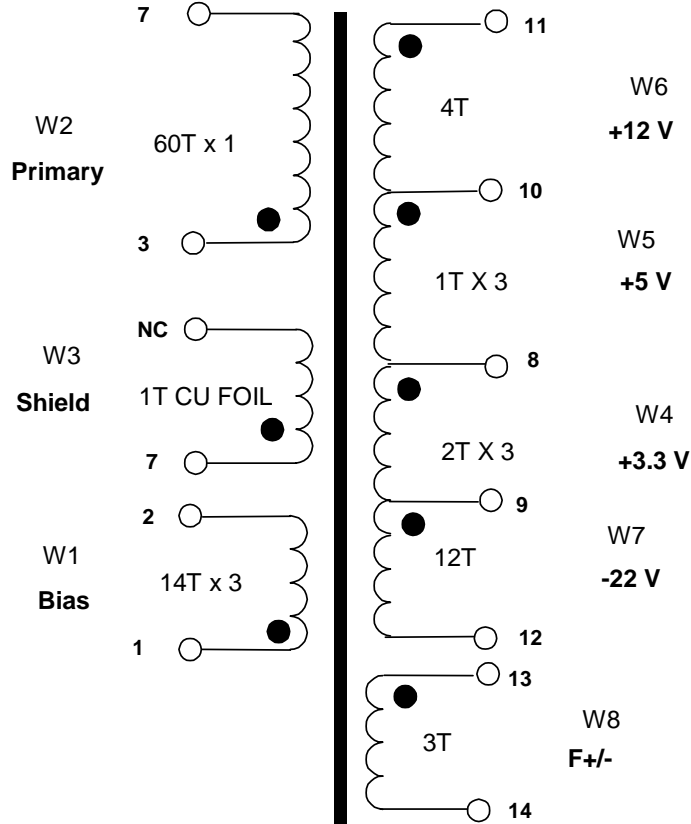 7
W2
Primary
60T x 1
3
NC
W3
Shield
1T CU FOIL
7
2
W1
Bias
14T x 3
1
11
4T
W6
+12 V
10
1T X 3
W5
+5 V
8
2T X 3
W4
+3.3 V
9
12T
W7
-22 V
12
13
3T
W8
F+/-
14